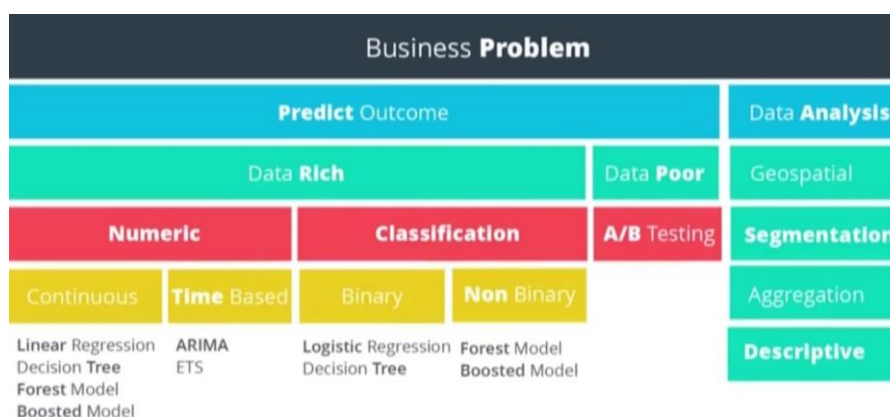 Business Problem
Predict Outcome
Data Analysis
Data Rich
Data Poor
Geospatial
Numeric
Classification
A/B Testing
Segmentation
Continuous
Time Based
Binary
Non Binary
Aggregation
Linear Regression
Decision Tree
Forest Model
Boosted Model
ARIMA
ETS
Logistic Regression
Decision Tree
Forest Model
Boosted Model
Descriptive